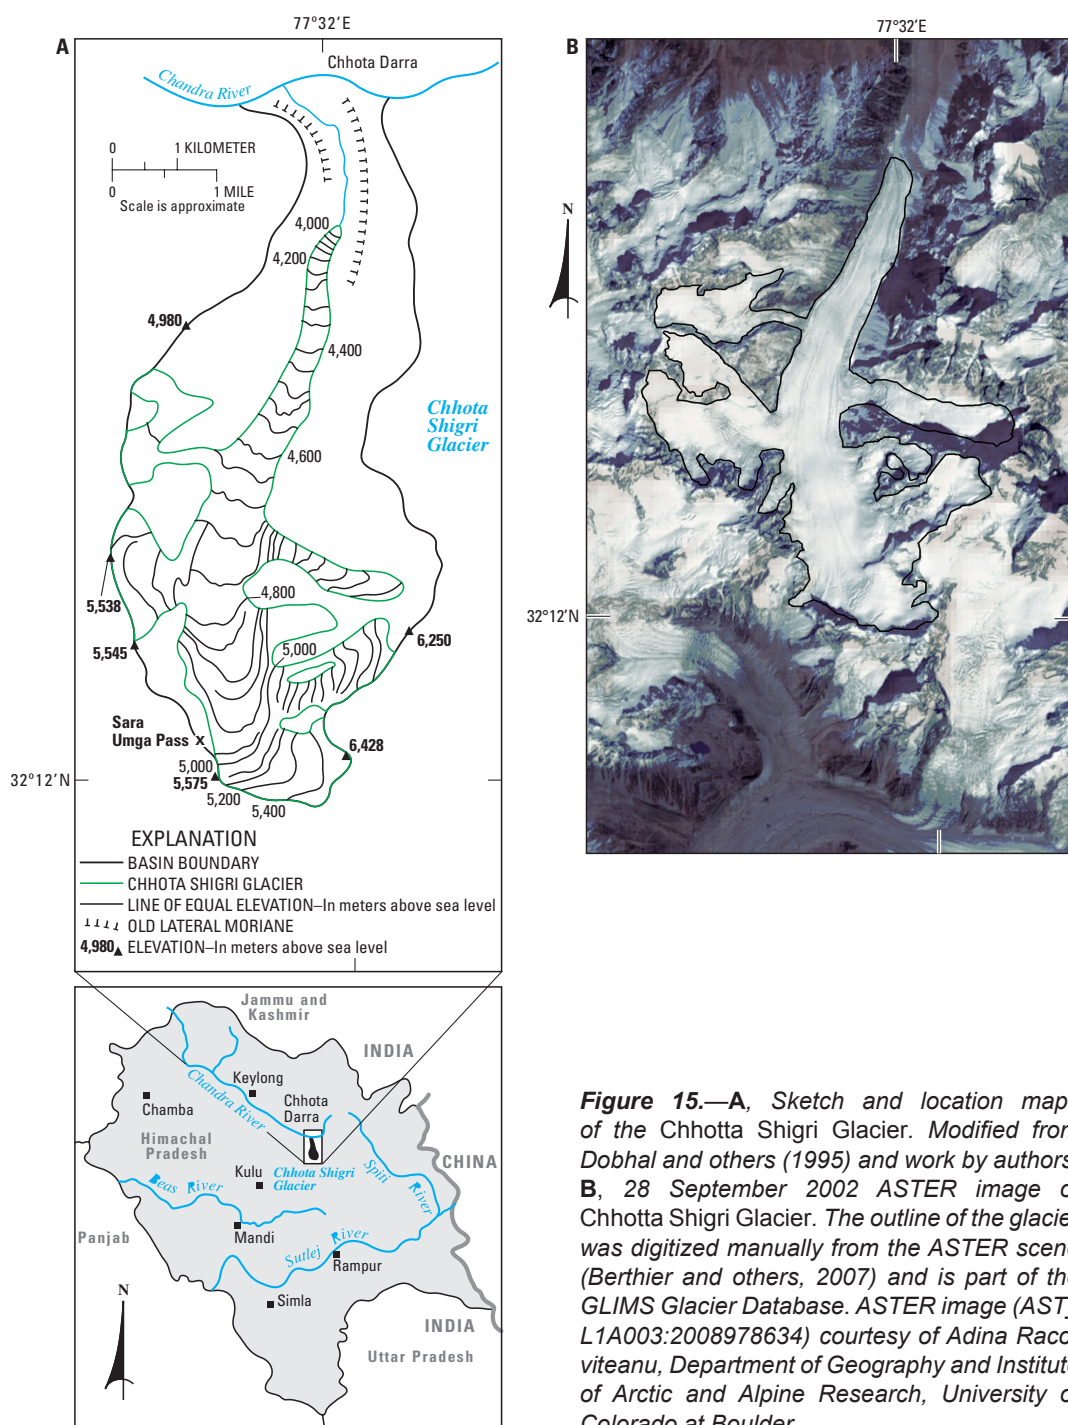 77°32'E
A
Chhota Darra
Chandra River
0 1 KILOMETER
0 1 MILE
Scale is approximate
4,000
4,200
4,980
4,400
Chhota
Shigri
Glacier
4,600
4,800
5,538
5,545
6,250
5,000
Sara
Umga Pass x
6,428
5,000
5,575
32°12'N
5,200
5,400
EXPLANATION
BASIN BOUNDARY
CHHOTA SHIGRI GLACIER
LINE OF EQUAL ELEVATION–In meters above sea level
OLD LATERAL MORIANE
4,980 ELEVATION–In meters above sea level
Jammu and
Kashmir
INDIA
Keylong
Chandra River
Chamba
Chhota
Darra
Himachal
Pradesh
CHINA
Kulu
Chhota Shigri
Glacier
Spiti River
Beas River
Panjab
Mandi
Sutlej River
Rampur
N
Simla
INDIA
Uttar Pradesh
77°32'E
B
N
32°12'N
Figure 15.—A, Sketch and location map
of the Chhotta Shigri Glacier. Modified from
Dobhal and others (1995) and work by authors
B, 28 September 2002 ASTER image o
Chhotta Shigri Glacier. The outline of the glacie
was digitized manually from the ASTER scen
(Berthier and others, 2007) and is part of the
GLIMS Glacier Database. ASTER image (AST_
L1A003:2008978634) courtesy of Adina Raco
viteanu, Department of Geography and Institut
of Arctic and Alpine Research, University o
Colorado at Boulder